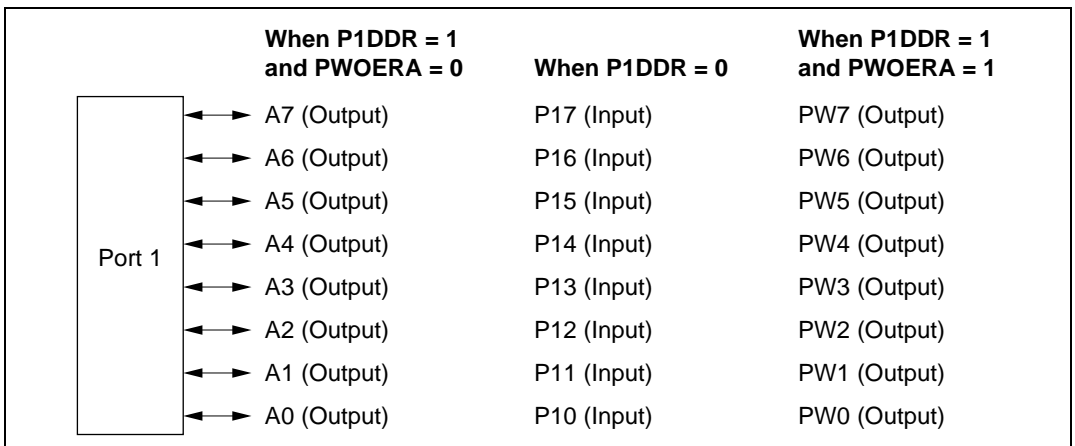 When P1DDR = 1 and PWOERA = 0
When P1DDR = 0
When P1DDR = 1 and PWOERA = 1
Port 1
A7 (Output) P17 (Input) PW7 (Output)
A6 (Output) P16 (Input) PW6 (Output)
A5 (Output) P15 (Input) PW5 (Output)
A4 (Output) P14 (Input) PW4 (Output)
A3 (Output) P13 (Input) PW3 (Output)
A2 (Output) P12 (Input) PW2 (Output)
A1 (Output) P11 (Input) PW1 (Output)
A0 (Output) P10 (Input) PW0 (Output)